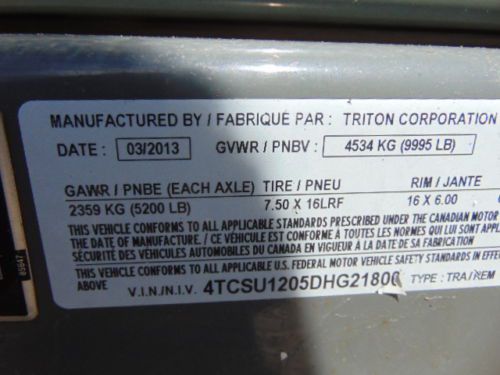 MANUFACTURED BY / FABRIQUÉ PAR : TRITON CORPORATION
DATE : 03/2013 GVWR / PNBV : 4534 KG (9995 LB)
GAWR / PNBE (EACH AXLE) TIRE / PNEU RIM / JANTE
2359 KG (5200 LB) 7.50 X 16LRF 16 X 6.00
THIS VEHICLE CONFORMS TO ALL APPLICABLE STANDARDS PRESCRIBED UNDER THE CANADIAN MOTOR
THE DATE OF MANUFACTURE. / CE VÉHICULE EST CONFORME À TOUTES LES NORMES QUI LUI
SÉCURITÉ DES VÉHICULES AUTOMOBILES DU CANADA EN VIGUEUR À LA DATE DE SA FABRICATION.
THIS VEHICLE CONFORMS TO ALL APPLICABLE U.S. FEDERAL MOTOR VEHICLE SAFETY STANDARDS IN EFFE
ABOVE V.I.N./N.I.V. 4TCSU1205DHG21800 TYPE : TRA/REM
85947